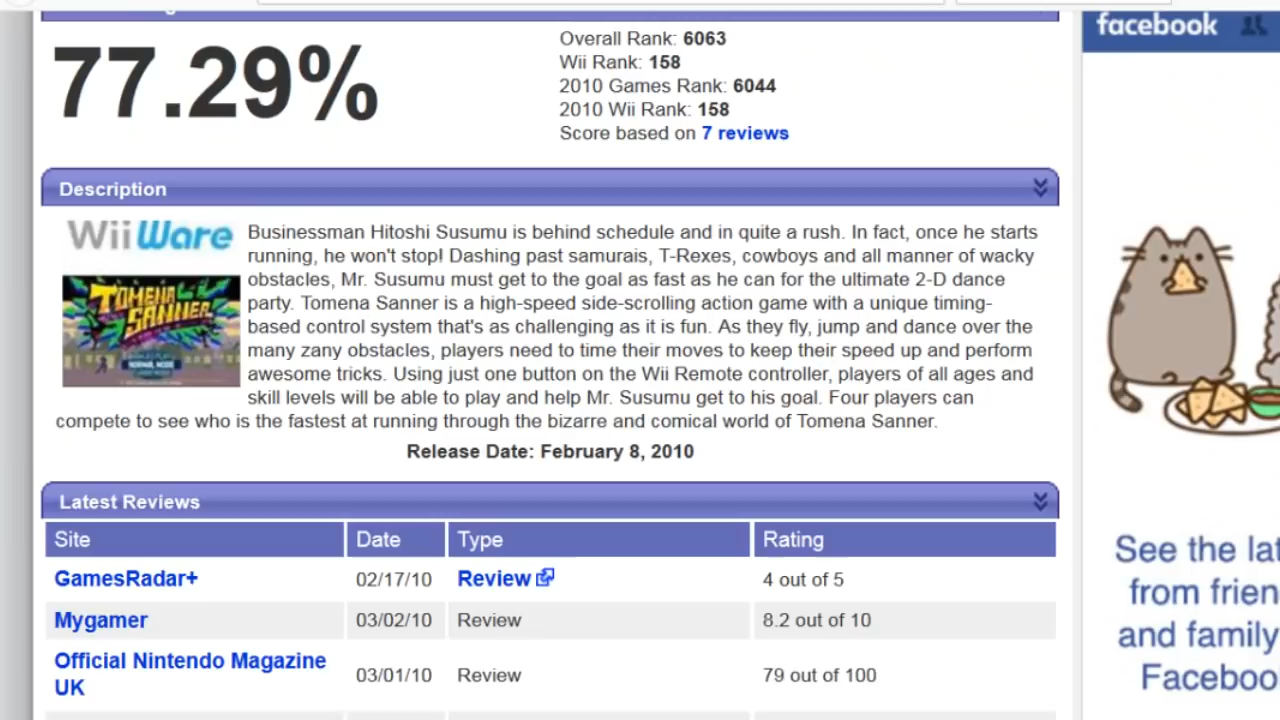 facebook
77.29%
Overall Rank: 6063
Wii Rank: 158
2010 Games Rank: 6044
2010 Wii Rank: 158
Score based on 7 reviews
Description
WiiWare
TOMENA
SANNER
Businessman Hitoshi Susumu is behind schedule and in quite a rush. In fact, once he starts
running, he won't stop! Dashing past samurais, T-Rexes, cowboys and all manner of wacky
obstacles, Mr. Susumu must get to the goal as fast as he can for the ultimate 2-D dance
party. Tomena Sanner is a high-speed side-scrolling action game with a unique timing-
based control system that's as challenging as it is fun. As they fly, jump and dance over the
many zany obstacles, players need to time their moves to keep their speed up and perform
awesome tricks. Using just one button on the Wii Remote controller, players of all ages and
skill levels will be able to play and help Mr. Susumu get to his goal. Four players can
compete to see who is the fastest at running through the bizarre and comical world of Tomena Sanner.
Release Date: February 8, 2010
Latest Reviews
Site Date Type Rating
GamesRadar+ 02/17/10 Review 4 out of 5
Mygamer 03/02/10 Review 8.2 out of 10
Official Nintendo Magazine
UK 03/01/10 Review 79 out of 100
See the lat
from frien
and family
Faceboo